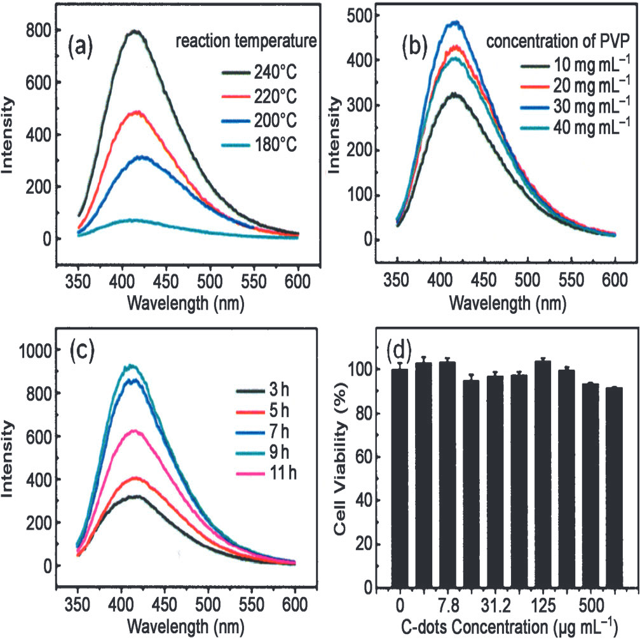 (a)
reaction temperature
240°C
220°C
200°C
180°C
Intensity
800
600
400
200
0
350 400 450 500 550 600
Wavelength (nm)
(b)
concentration of PVP
10 mg mL⁻¹
20 mg mL⁻¹
30 mg mL⁻¹
40 mg mL⁻¹
Intensity
500
400
300
200
100
0
350 400 450 500 550 600
Wavelength (nm)
(c)
3 h
5 h
7 h
9 h
11 h
Intensity
1000
800
600
400
200
0
350 400 450 500 550 600
Wavelength (nm)
(d)
Cell Viability (%)
100
80
60
40
20
0
0 7.8 31.2 125 500
C-dots Concentration (µg mL⁻¹)